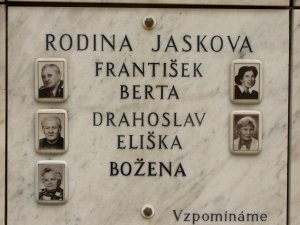 RODINA JASKOVA
FRANTIŠEK
BERTA
DRAHOSLAV
ELIŠKA
BOŽENA
Vzpomínáme